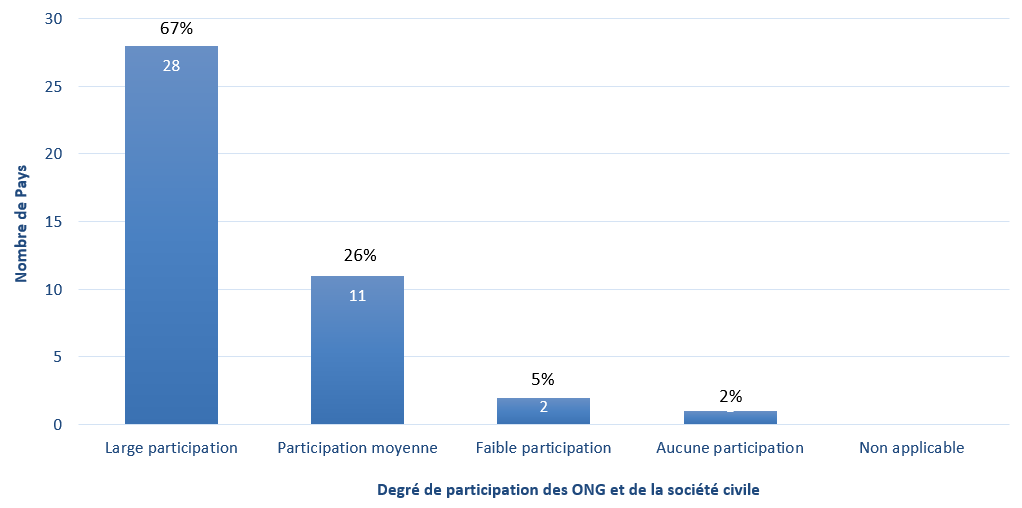 30
67%
28
25
20
15
Nombre de Pays
26%
10
11
5
5%
2
2%
0
Large participation
Participation moyenne
Faible participation
Aucune participation
Non applicable
Degré de participation des ONG et de la société civile